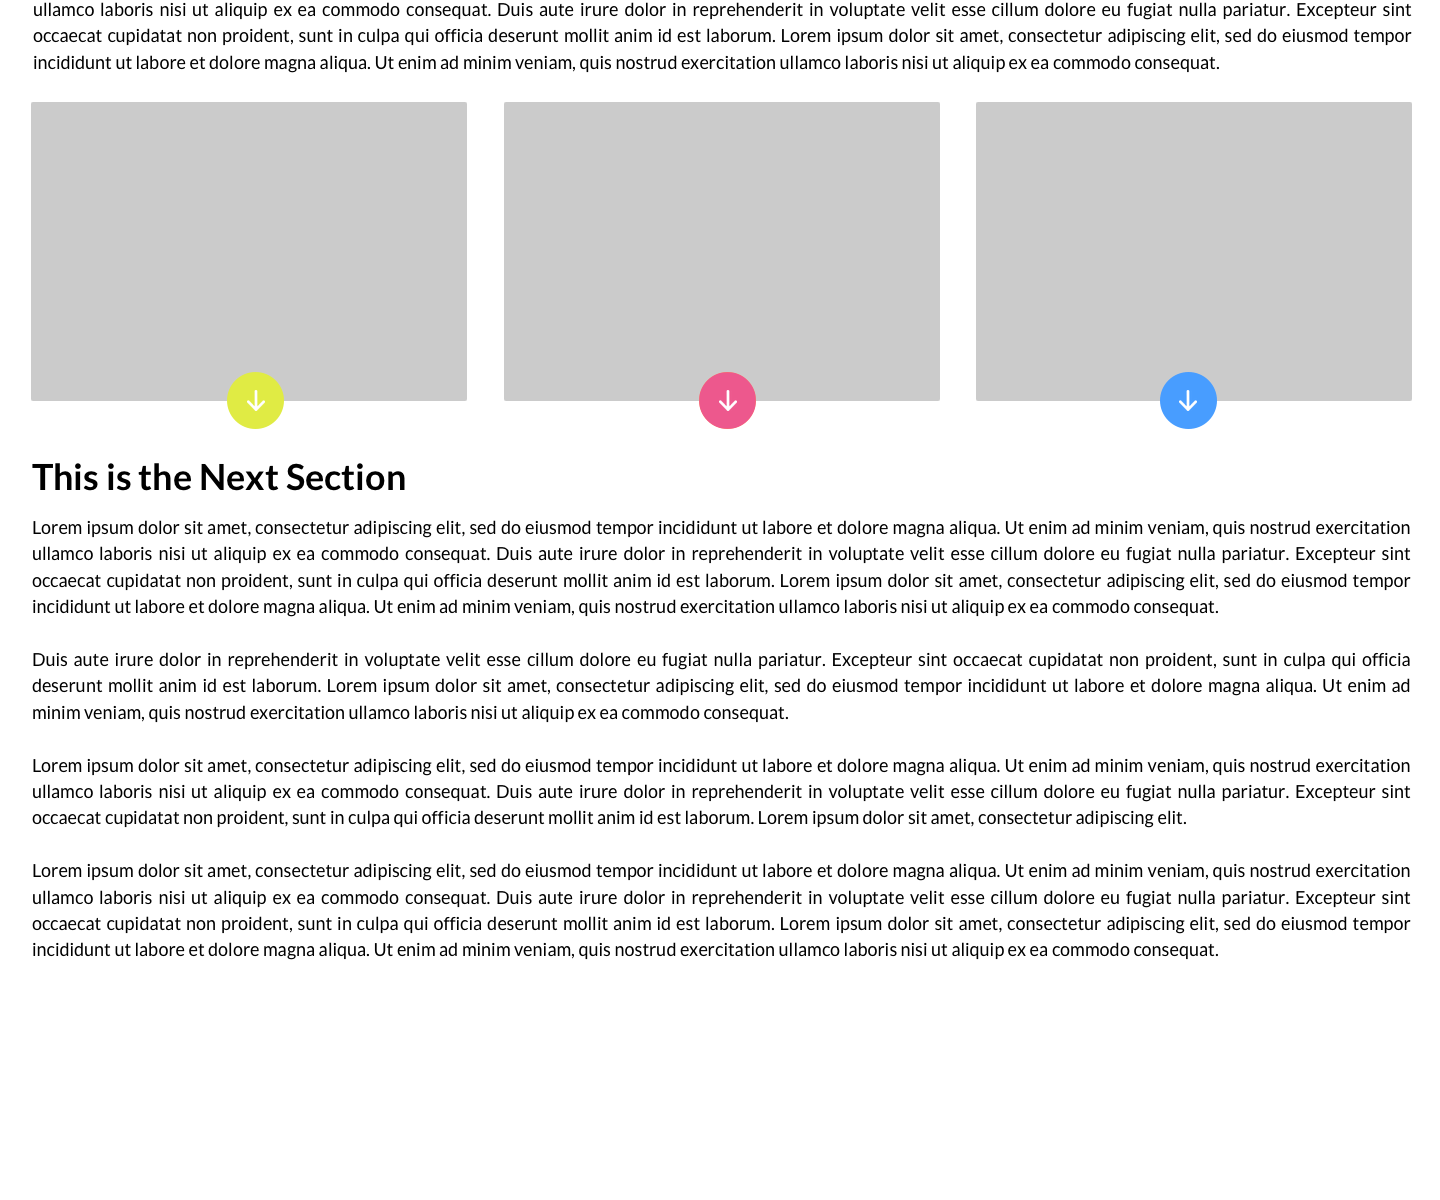 ullamco laboris nisi ut aliquip ex ea commodo consequat. Duis aute irure dolor in reprehenderit in voluptate velit esse cillum dolore eu fugiat nulla pariatur. Excepteur sint
occaecat cupidatat non proident, sunt in culpa qui officia deserunt mollit anim id est laborum. Lorem ipsum dolor sit amet, consectetur adipiscing elit, sed do eiusmod tempor
incididunt ut labore et dolore magna aliqua. Ut enim ad minim veniam, quis nostrud exercitation ullamco laboris nisi ut aliquip ex ea commodo consequat.
This is the Next Section
Lorem ipsum dolor sit amet, consectetur adipiscing elit, sed do eiusmod tempor incididunt ut labore et dolore magna aliqua. Ut enim ad minim veniam, quis nostrud exercitation
ullamco laboris nisi ut aliquip ex ea commodo consequat. Duis aute irure dolor in reprehenderit in voluptate velit esse cillum dolore eu fugiat nulla pariatur. Excepteur sint
occaecat cupidatat non proident, sunt in culpa qui officia deserunt mollit anim id est laborum. Lorem ipsum dolor sit amet, consectetur adipiscing elit, sed do eiusmod tempor
incididunt ut labore et dolore magna aliqua. Ut enim ad minim veniam, quis nostrud exercitation ullamco laboris nisi ut aliquip ex ea commodo consequat.
Duis aute irure dolor in reprehenderit in voluptate velit esse cillum dolore eu fugiat nulla pariatur. Excepteur sint occaecat cupidatat non proident, sunt in culpa qui officia
deserunt mollit anim id est laborum. Lorem ipsum dolor sit amet, consectetur adipiscing elit, sed do eiusmod tempor incididunt ut labore et dolore magna aliqua. Ut enim ad
minim veniam, quis nostrud exercitation ullamco laboris nisi ut aliquip ex ea commodo consequat.
Lorem ipsum dolor sit amet, consectetur adipiscing elit, sed do eiusmod tempor incididunt ut labore et dolore magna aliqua. Ut enim ad minim veniam, quis nostrud exercitation
ullamco laboris nisi ut aliquip ex ea commodo consequat. Duis aute irure dolor in reprehenderit in voluptate velit esse cillum dolore eu fugiat nulla pariatur. Excepteur sint
occaecat cupidatat non proident, sunt in culpa qui officia deserunt mollit anim id est laborum. Lorem ipsum dolor sit amet, consectetur adipiscing elit.
Lorem ipsum dolor sit amet, consectetur adipiscing elit, sed do eiusmod tempor incididunt ut labore et dolore magna aliqua. Ut enim ad minim veniam, quis nostrud exercitation
ullamco laboris nisi ut aliquip ex ea commodo consequat. Duis aute irure dolor in reprehenderit in voluptate velit esse cillum dolore eu fugiat nulla pariatur. Excepteur sint
occaecat cupidatat non proident, sunt in culpa qui officia deserunt mollit anim id est laborum. Lorem ipsum dolor sit amet, consectetur adipiscing elit, sed do eiusmod tempor
incididunt ut labore et dolore magna aliqua. Ut enim ad minim veniam, quis nostrud exercitation ullamco laboris nisi ut aliquip ex ea commodo consequat.